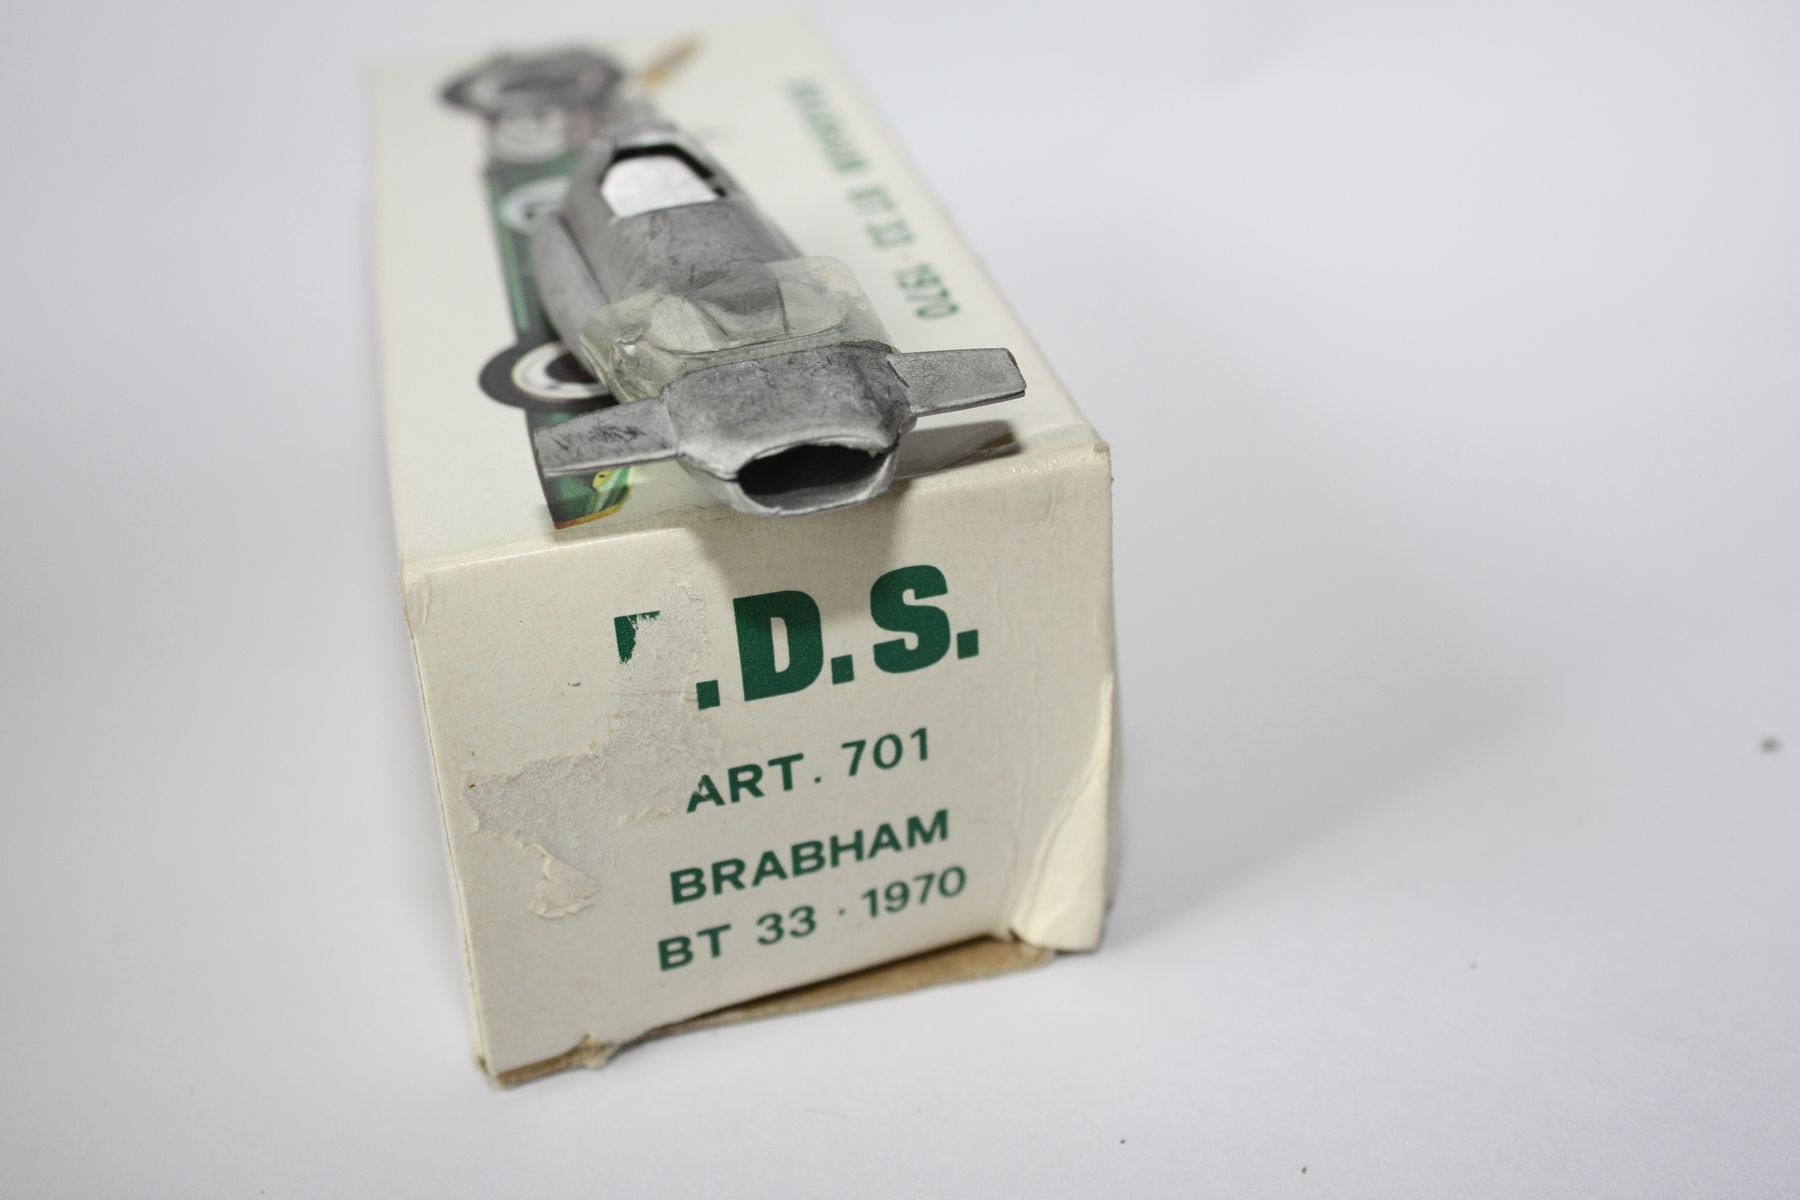 BRABHAM BT 33 · 1970
.D.S.
ART. 701
BRABHAM
BT 33 · 1970